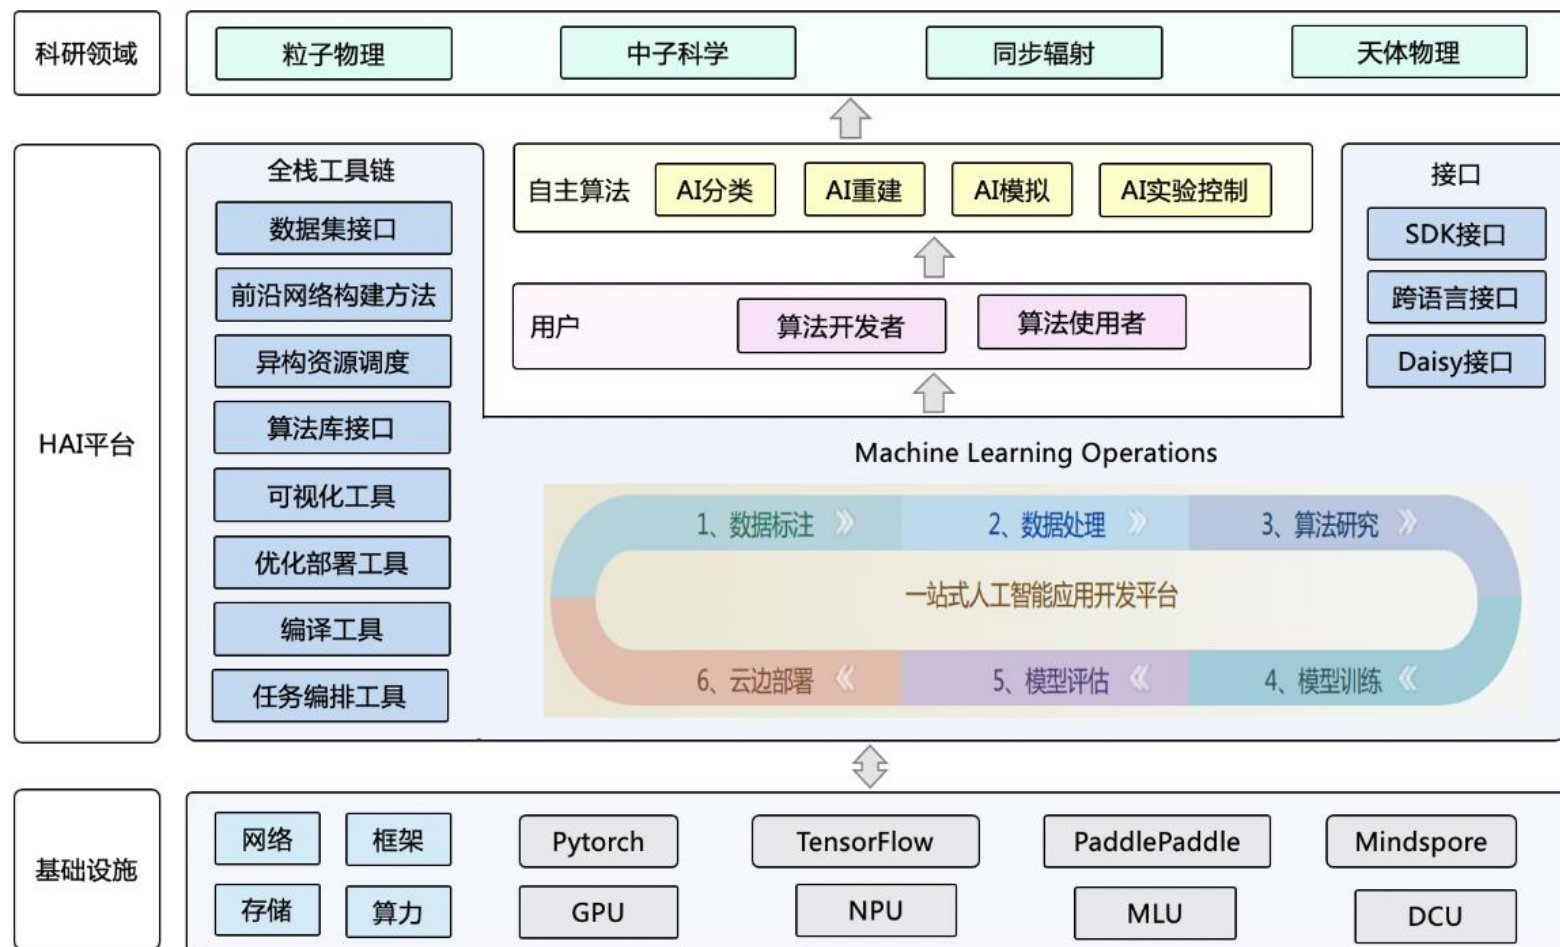 科研领域
粒子物理
中子科学
同步辐射
天体物理
HAI平台
全栈工具链
数据集接口
前沿网络构建方法
异构资源调度
算法库接口
可视化工具
优化部署工具
编译工具
任务编排工具
自主算法
AI分类
AI重建
AI模拟
AI实验控制
用户
算法开发者
算法使用者
接口
SDK接口
跨语言接口
Daisy接口
Machine Learning Operations
1、数据标注
2、数据处理
3、算法研究
一站式人工智能应用开发平台
6、云边部署
5、模型评估
4、模型训练
基础设施
网络
框架
Pytorch
TensorFlow
PaddlePaddle
Mindspore
存储
算力
GPU
NPU
MLU
DCU